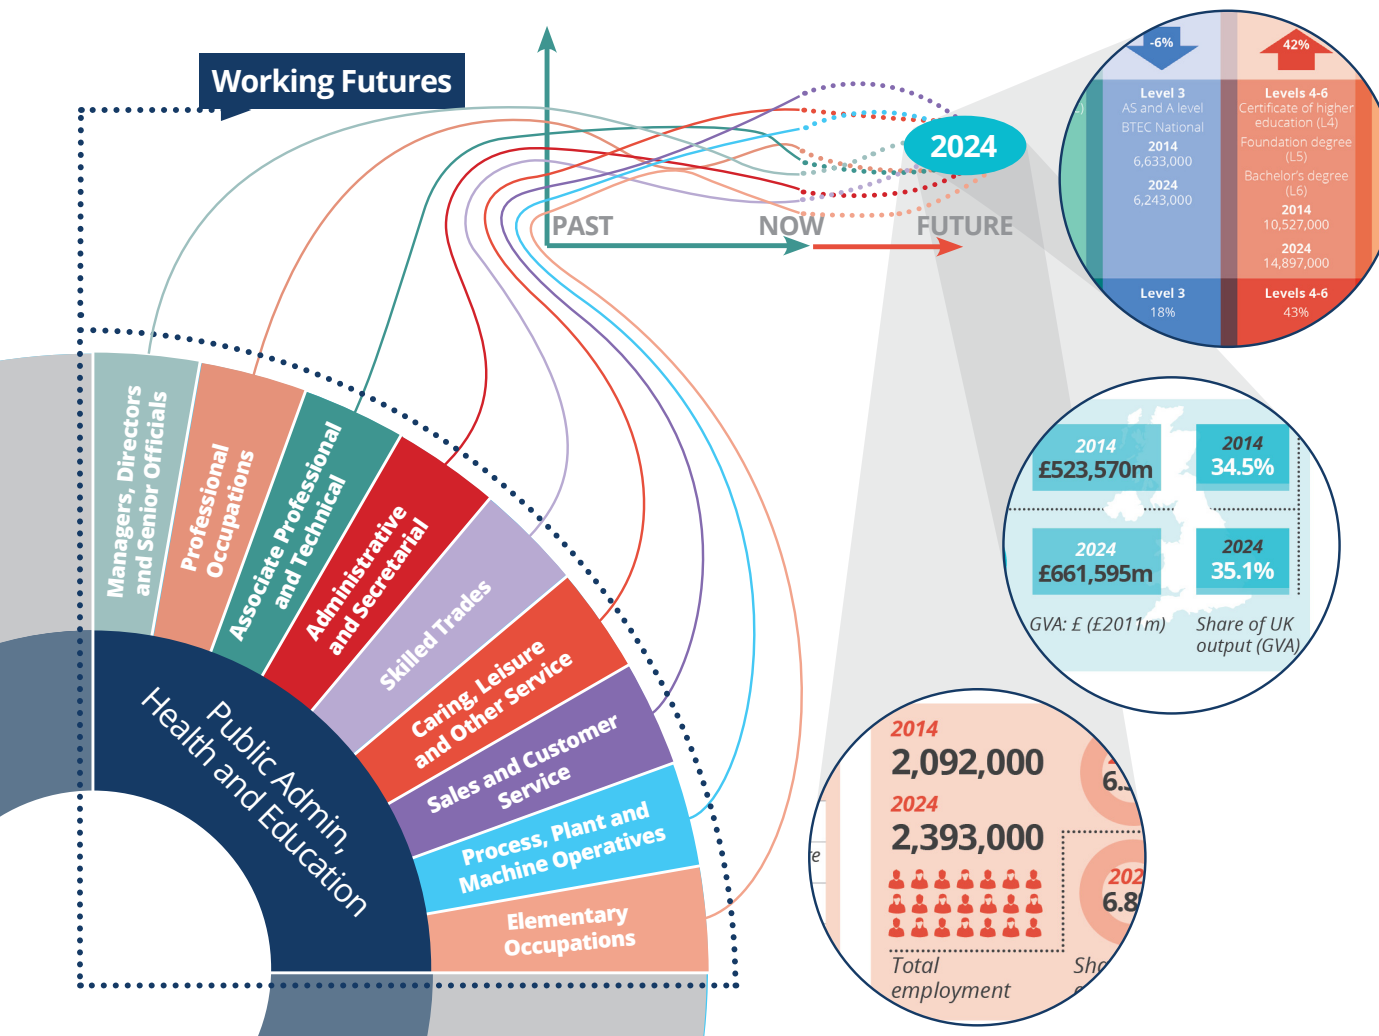 Working Futures
PAST
NOW
FUTURE
2024
-6%
Level 3
AS and A level
BTEC National
2014
6,633,000
2024
6,243,000
Level 3
18%
42%
Levels 4-6
Certificate of higher
education (L4)
Foundation degree
(L5)
Bachelor's degree
(L6)
2014
10,527,000
2024
14,897,000
Levels 4-6
43%
2014
£523,570m
2014
34.5%
2024
£661,595m
2024
35.1%
GVA: £ (£2011m)
Share of UK
output (GVA)
2014
2,092,000
2024
2,393,000
Total
employment
Managers, Directors
and Senior Officials
Professional
Occupations
Associate Professional
and Technical
Administrative
and Secretarial
Skilled Trades
Caring, Leisure
and Other Service
Sales and Customer
Service
Process, Plant and
Machine Operatives
Elementary
Occupations
Public Admin,
Health and Education